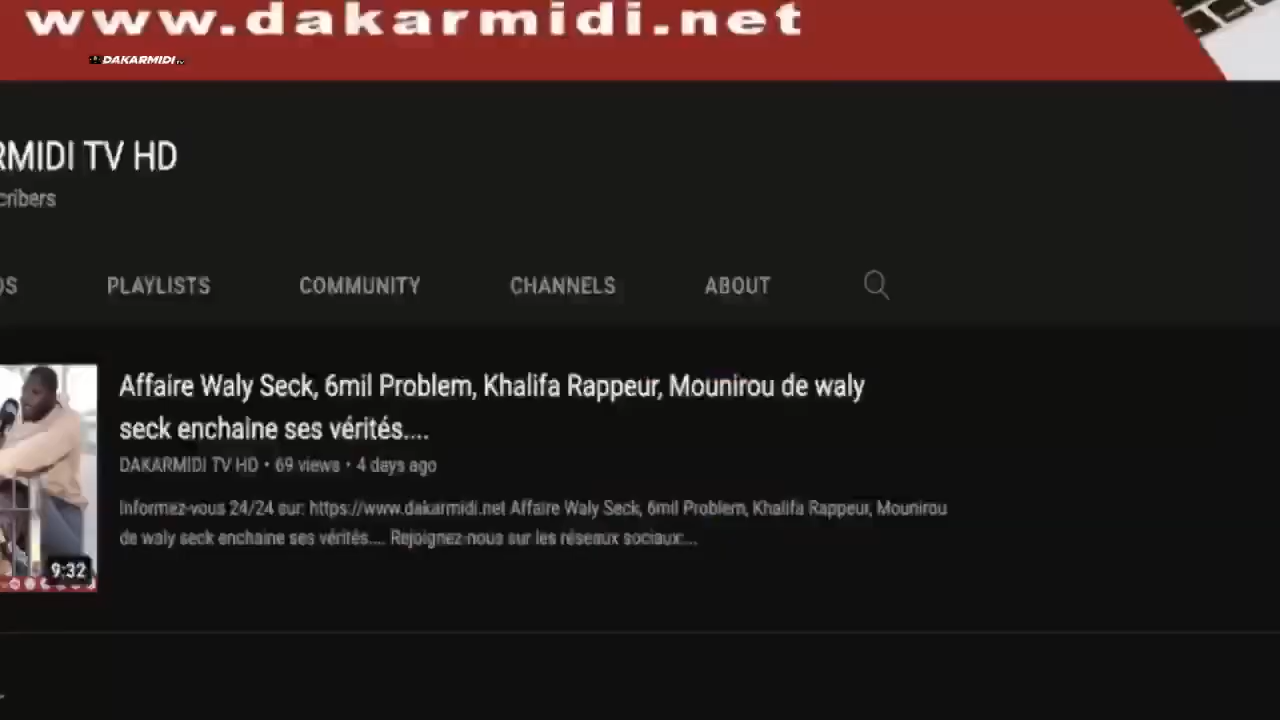 www.dakarmidi.net
DAKARMIDI TV
RMIDI TV HD
cribers
OS
PLAYLISTS
COMMUNITY
CHANNELS
ABOUT
Affaire Waly Seck, 6mil Problem, Khalifa Rappeur, Mounirou de waly
seck enchaine ses vérités....
DAKARMIDI TV HD • 69 views • 4 days ago
Informez-vous 24/24 sur: https://www.dakarmidi.net Affaire Waly Seck, 6mil Problem, Khalifa Rappeur, Mounirou
de waly seck enchaine ses vérités.... Rejoignez-nous sur les réseaux sociaux:...
9:32